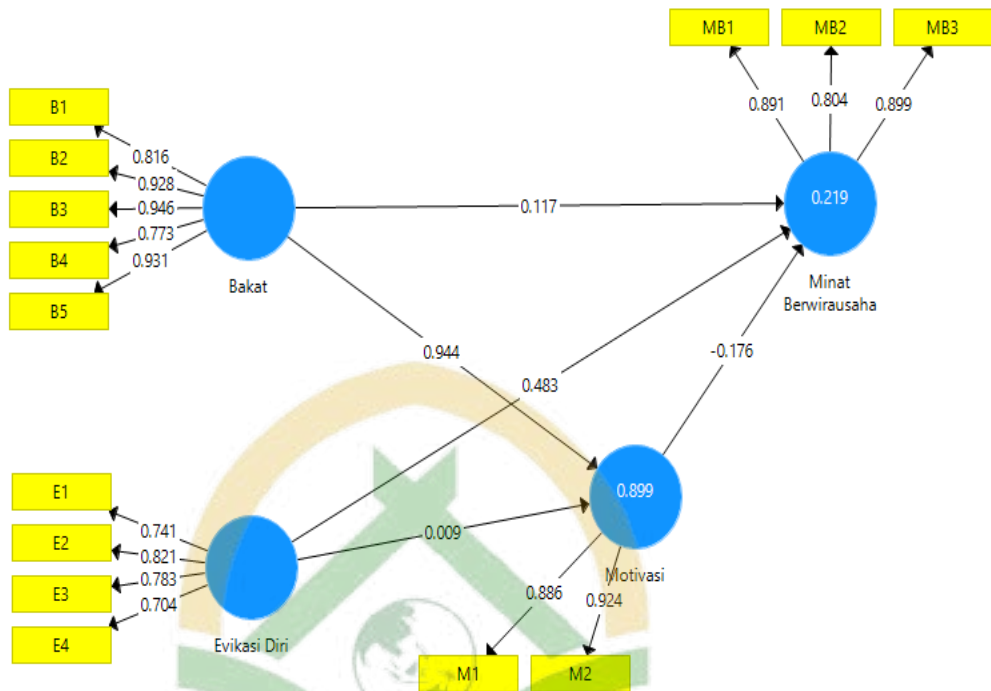 MB1
MB2
MB3
0.891
0.804
0.899
B1
B2
B3
B4
B5
0.816
0.928
0.946
0.773
0.931
Bakat
0.117
0.219
Minat
Berwirausaha
0.944
0.483
-0.176
E1
E2
E3
E4
0.741
0.821
0.783
0.704
Evikasi Diri
0.009
0.899
Motivasi
0.886
0.924
M1
M2